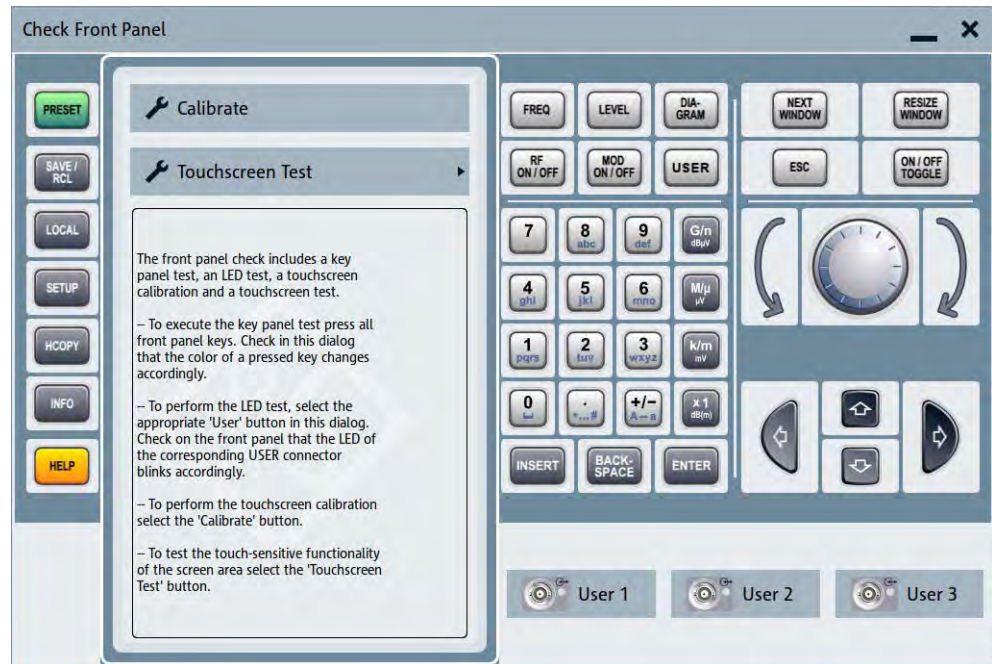 Check Front Panel
PRESET
SAVE /
RCL
LOCAL
SETUP
HCOPY
INFO
HELP
Calibrate
Touchscreen Test
The front panel check includes a key
panel test, an LED test, a touchscreen
calibration and a touchscreen test.
– To execute the key panel test press all
front panel keys. Check in this dialog
that the color of a pressed key changes
accordingly.
– To perform the LED test, select the
appropriate 'User' button in this dialog.
Check on the front panel that the LED of
the corresponding USER connector
blinks accordingly.
– To perform the touchscreen calibration
select the 'Calibrate' button.
– To test the touch-sensitive functionality
of the screen area select the 'Touchscreen
Test' button.
FREQ
LEVEL
DIA-
GRAM
NEXT
WINDOW
RESIZE
WINDOW
RF
ON / OFF
MOD
ON / OFF
USER
ESC
ON / OFF
TOGGLE
7
8
abc
9
def
G/n
dBµV
4
ghi
5
jkl
6
mno
M/µ
µV
1
pqrs
2
tuv
3
wxyz
k/m
mV
0
.
*...#
+/-
A↔a
x 1
dB(m)
INSERT
BACK-
SPACE
ENTER
User 1
User 2
User 3